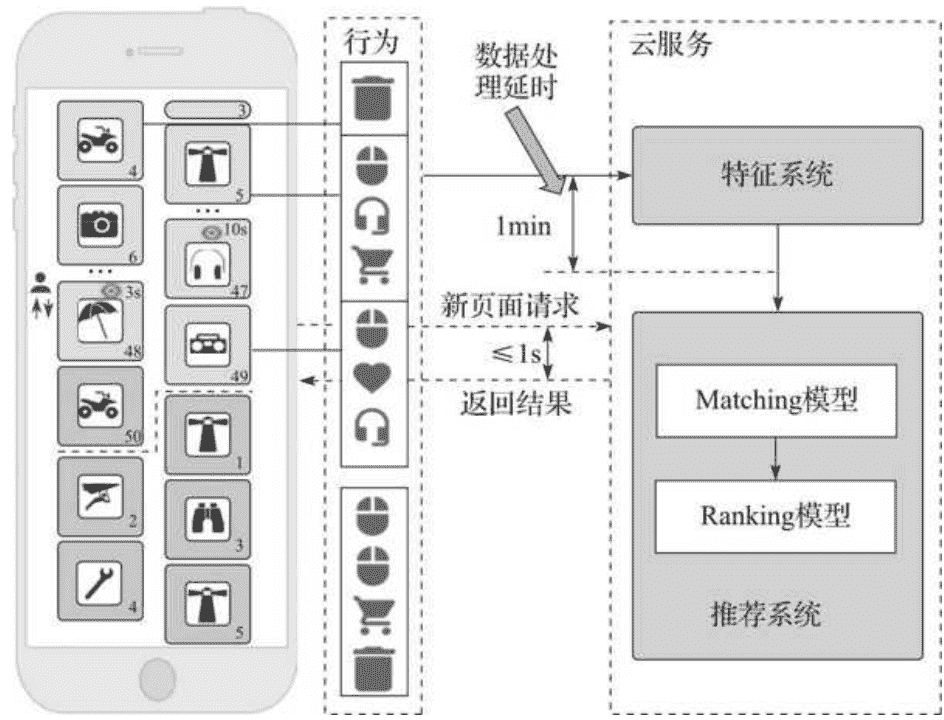 行为
数据处
理延时
云服务
3
4
5
特征系统
1min
6
10s
47
3s
48
新页面请求
≤1s
49
返回结果
Matching模型
50
1
2
Ranking模型
3
4
推荐系统
5